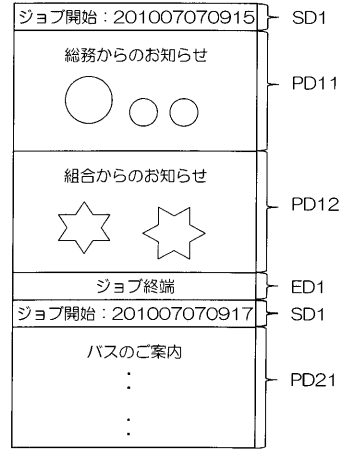 ジョブ開始：201007070915 SD1
総務からのお知らせ
PD11
組合からのお知らせ
PD12
ジョブ終端 ED1
ジョブ開始：201007070917 SD1
バスのご案内
PD21